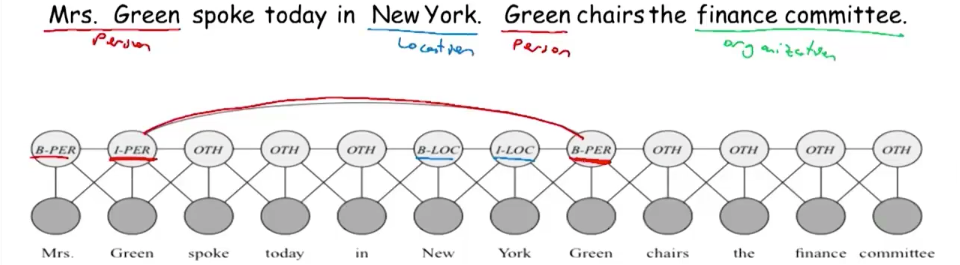 Mrs. Green spoke today in New York. Green chairs the finance committee.
Person Location Person organization
B-PER I-PER OTH OTH OTH B-LOC I-LOC B-PER OTH OTH OTH OTH
Mrs. Green spoke today in New York Green chairs the finance committee